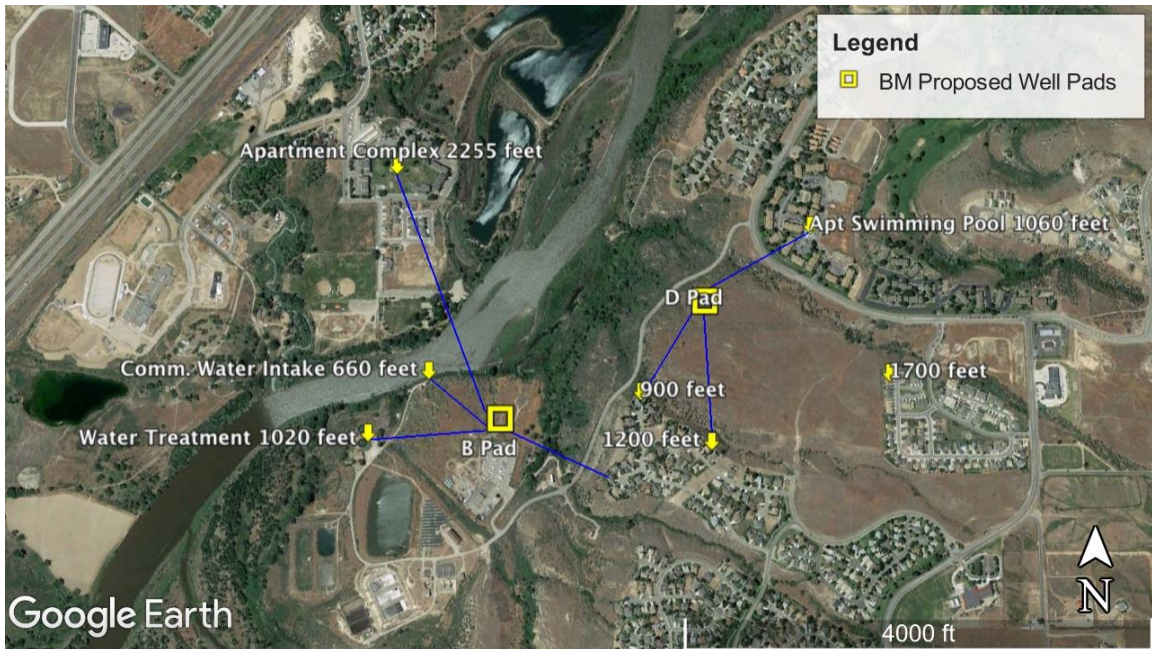 Legend
BM Proposed Well Pads
Apartment Complex 2255 feet
Apt Swimming Pool 1060 feet
D Pad
Comm. Water Intake 660 feet
1700 feet
900 feet
Water Treatment 1020 feet
1200 feet
B Pad
N
Google Earth
4000 ft